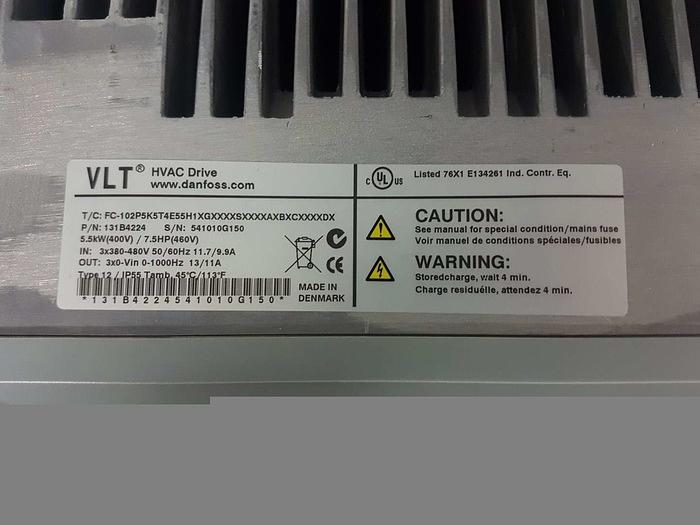 VLT® HVAC Drive
www.danfoss.com
T/C: FC-102P5K5T4E55H1XGXXXXSXXXXAXBXCXXXXDX
P/N: 131B4224 S/N: 541010G150
5.5kW(400V) / 7.5HP(460V)
IN: 3x380-480V 50/60Hz 11.7/9.9A
OUT: 3x0-Vin 0-1000Hz 13/11A
Type 12 / IP55 Tamb. 45°C/113°F
*131B4224541010G150*
MADE IN
DENMARK
CE
c UL US Listed 76X1 E134261 Ind. Contr. Eq.
CAUTION:
See manual for special condition/mains fuse
Voir manuel de conditions spéciales/fusibles
WARNING:
Storedcharge, wait 4 min.
Charge residuélle, attendez 4 min.